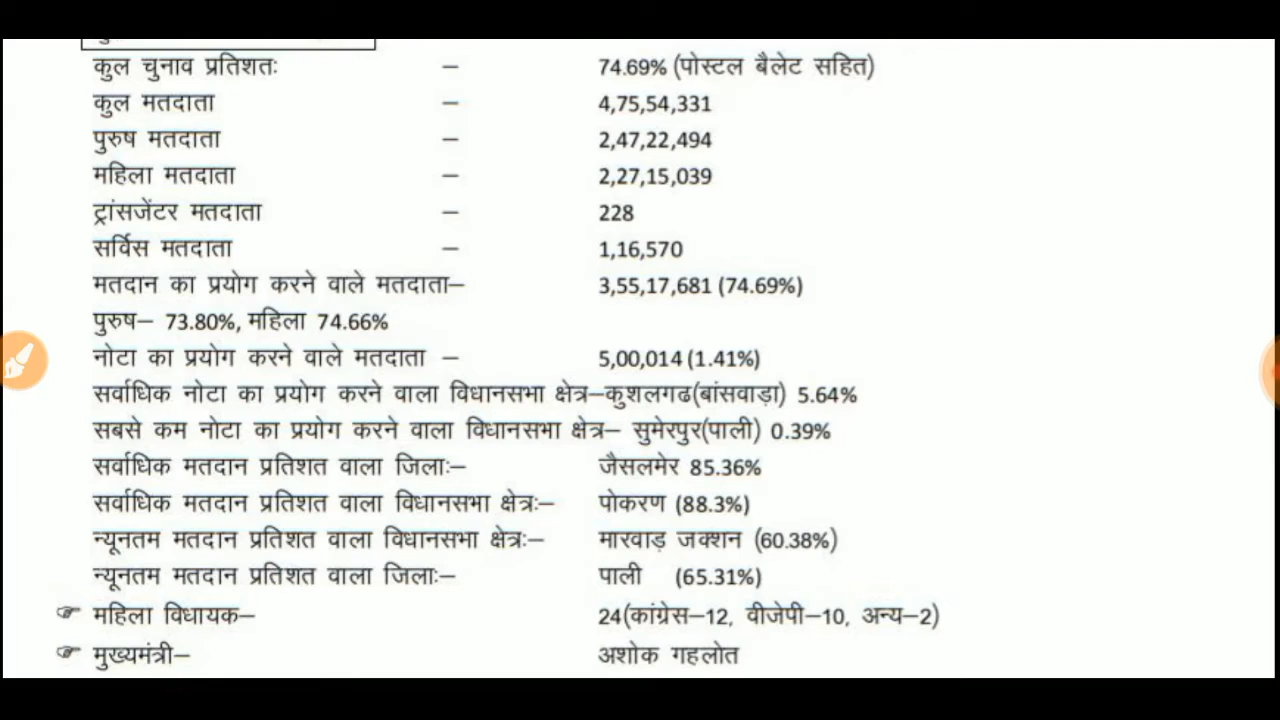 कुल चुनाव प्रतिशतः – 74.69% (पोस्टल बैलेट सहित)
कुल मतदाता – 4,75,54,331
पुरुष मतदाता – 2,47,22,494
महिला मतदाता – 2,27,15,039
ट्रांसजेंटर मतदाता – 228
सर्विस मतदाता – 1,16,570
मतदान का प्रयोग करने वाले मतदाता– 3,55,17,681 (74.69%)
पुरुष– 73.80%, महिला 74.66%
नोटा का प्रयोग करने वाले मतदाता – 5,00,014 (1.41%)
सर्वाधिक नोटा का प्रयोग करने वाला विधानसभा क्षेत्र–कुशलगढ(बांसवाड़ा) 5.64%
सबसे कम नोटा का प्रयोग करने वाला विधानसभा क्षेत्र– सुमेरपुर(पाली) 0.39%
सर्वाधिक मतदान प्रतिशत वाला जिलाः– जैसलमेर 85.36%
सर्वाधिक मतदान प्रतिशत वाला विधानसभा क्षेत्रः– पोकरण (88.3%)
न्यूनतम मतदान प्रतिशत वाला विधानसभा क्षेत्रः– मारवाड़ जक्शन (60.38%)
न्यूनतम मतदान प्रतिशत वाला जिलाः– पाली (65.31%)
☞ महिला विधायक– 24(कांग्रेस–12, वीजेपी–10, अन्य–2)
☞ मुख्यमंत्री– अशोक गहलोत